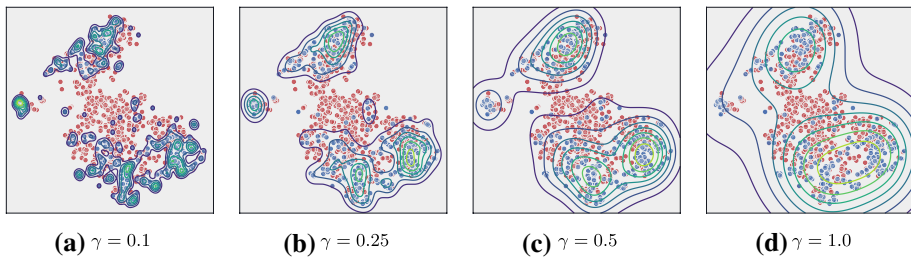 (a) γ = 0.1
(b) γ = 0.25
(c) γ = 0.5
(d) γ = 1.0